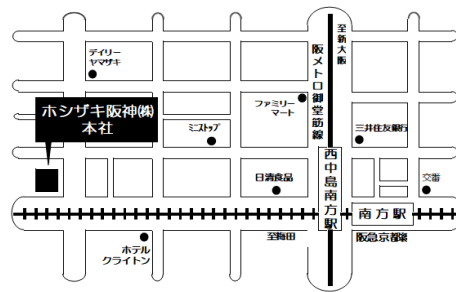 至新大阪
阪メトロ御堂筋線
デイリー
ヤマザキ
ファミリー
マート
ホシザキ阪神㈱
本社
ミニストップ
三井住友銀行
西中島南方駅
日清食品
交番
南方駅
ホテル
クライトン
至梅田
阪急京都線